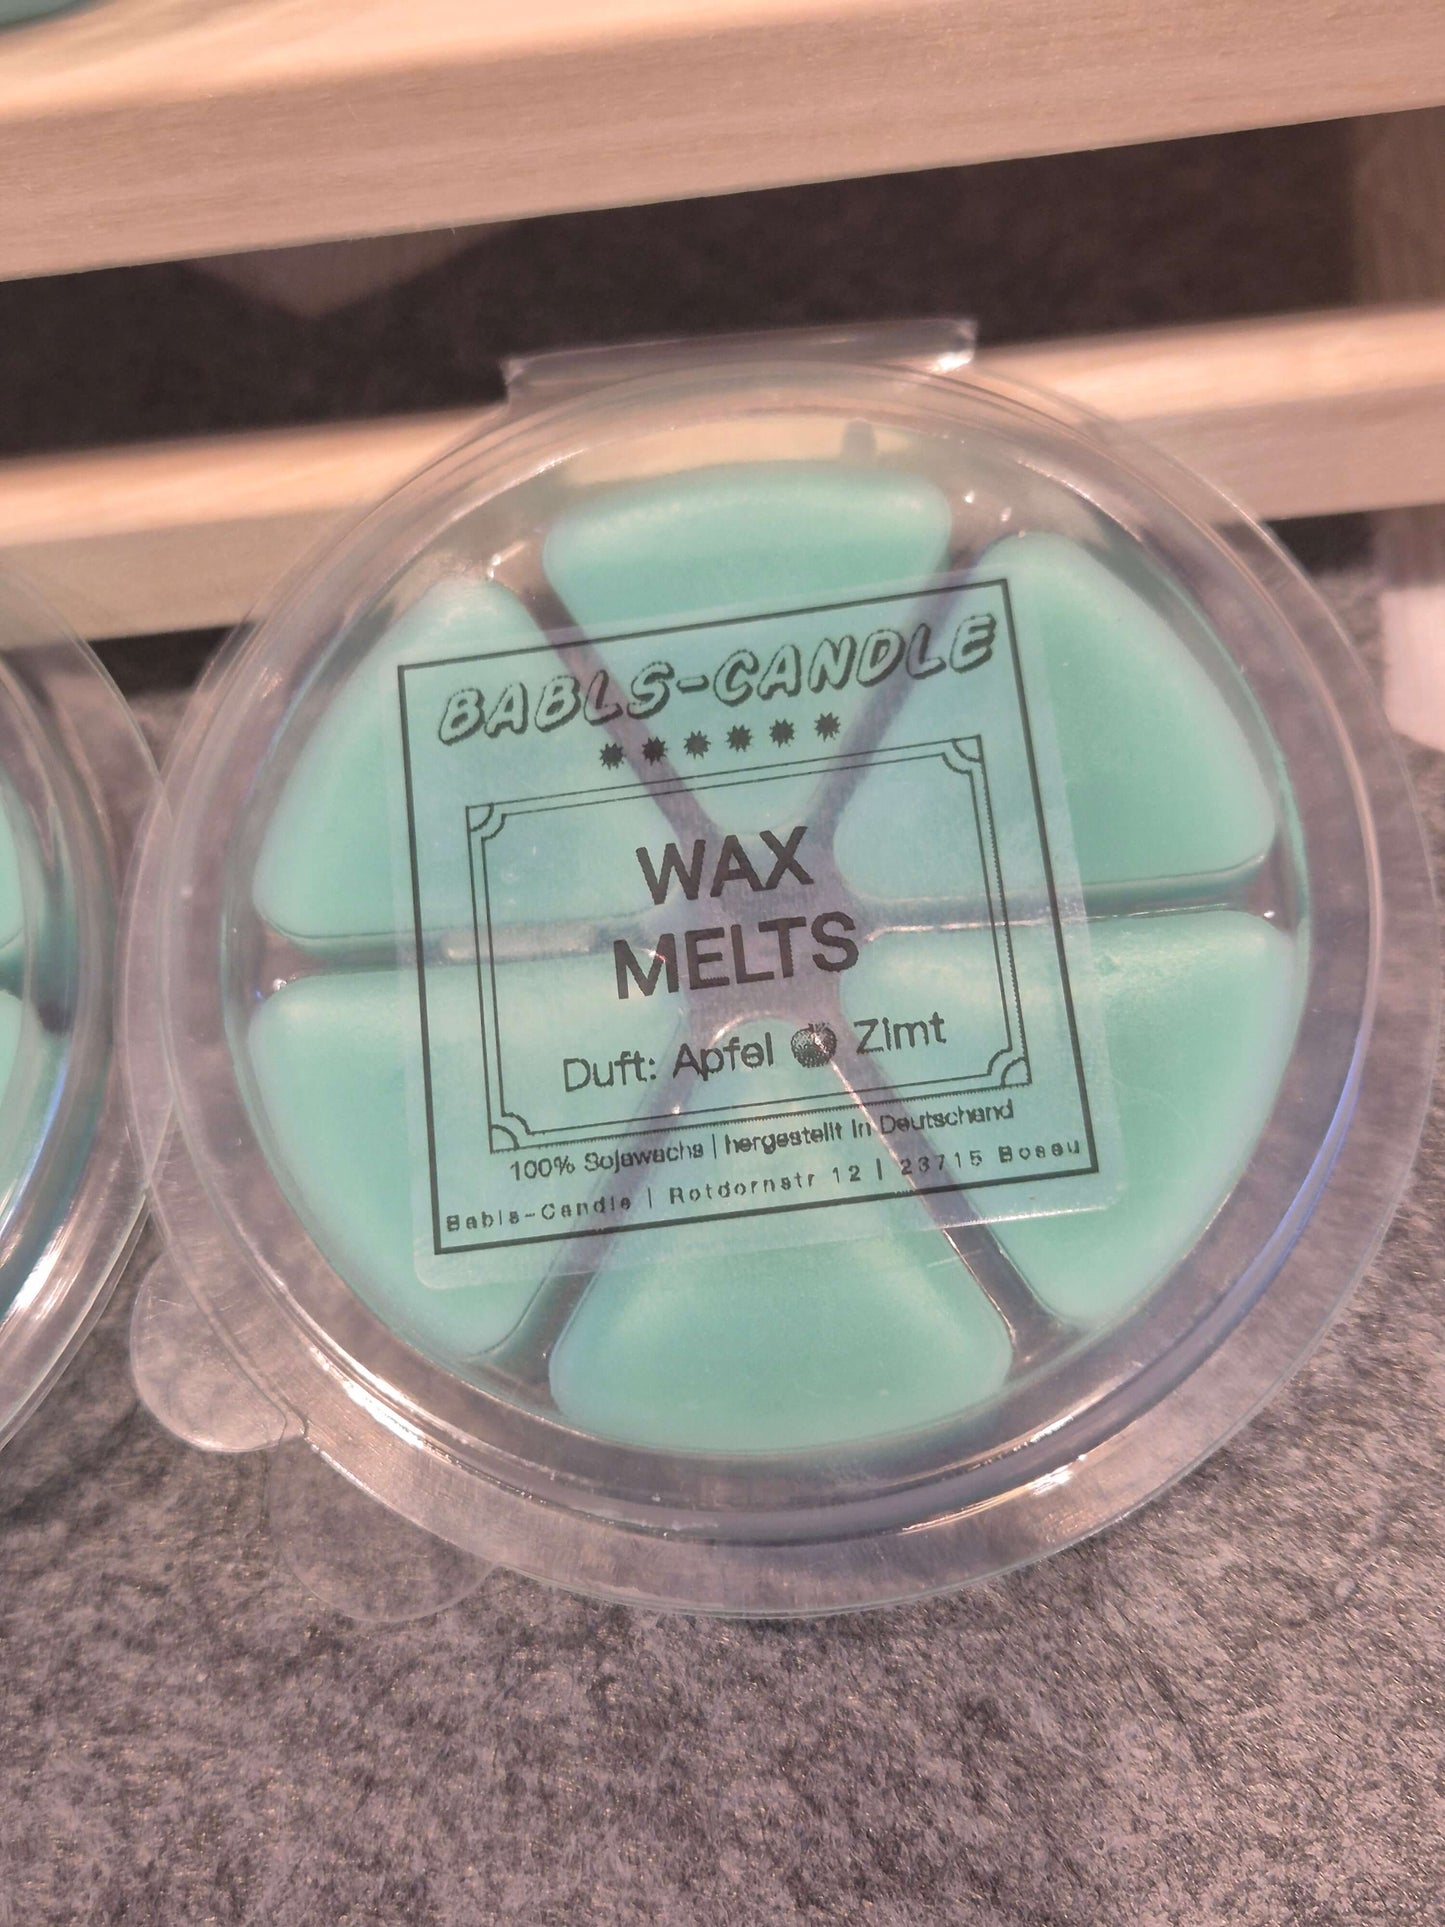 BABLS-CANDLE
WAX
MELTS
Duft: Apfel Zimt
100% Sojawachs | hergestellt in Deutschand
Babls-Candle | Rotdornstr 12 | 23715 Bosau